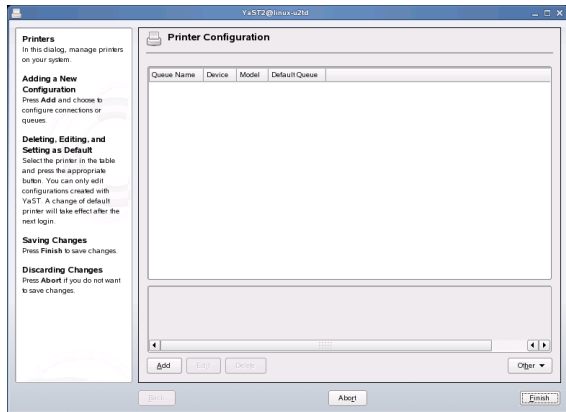 YaST2@linux-u2td
Printers
In this dialog, manage printers
on your system.
Adding a New
Configuration
Press Add and choose to
configure connections or
queues.
Deleting, Editing, and
Setting as Default
Select the printer in the table
and press the appropriate
button. You can only edit
configurations created with
YaST. A change of default
printer will take effect after the
next login.
Saving Changes
Press Finish to save changes.
Discarding Changes
Press Abort if you do not want
to save changes.
Printer Configuration
Queue Name Device Model Default Queue
Add Edit Delete Other
Back Abort Finish